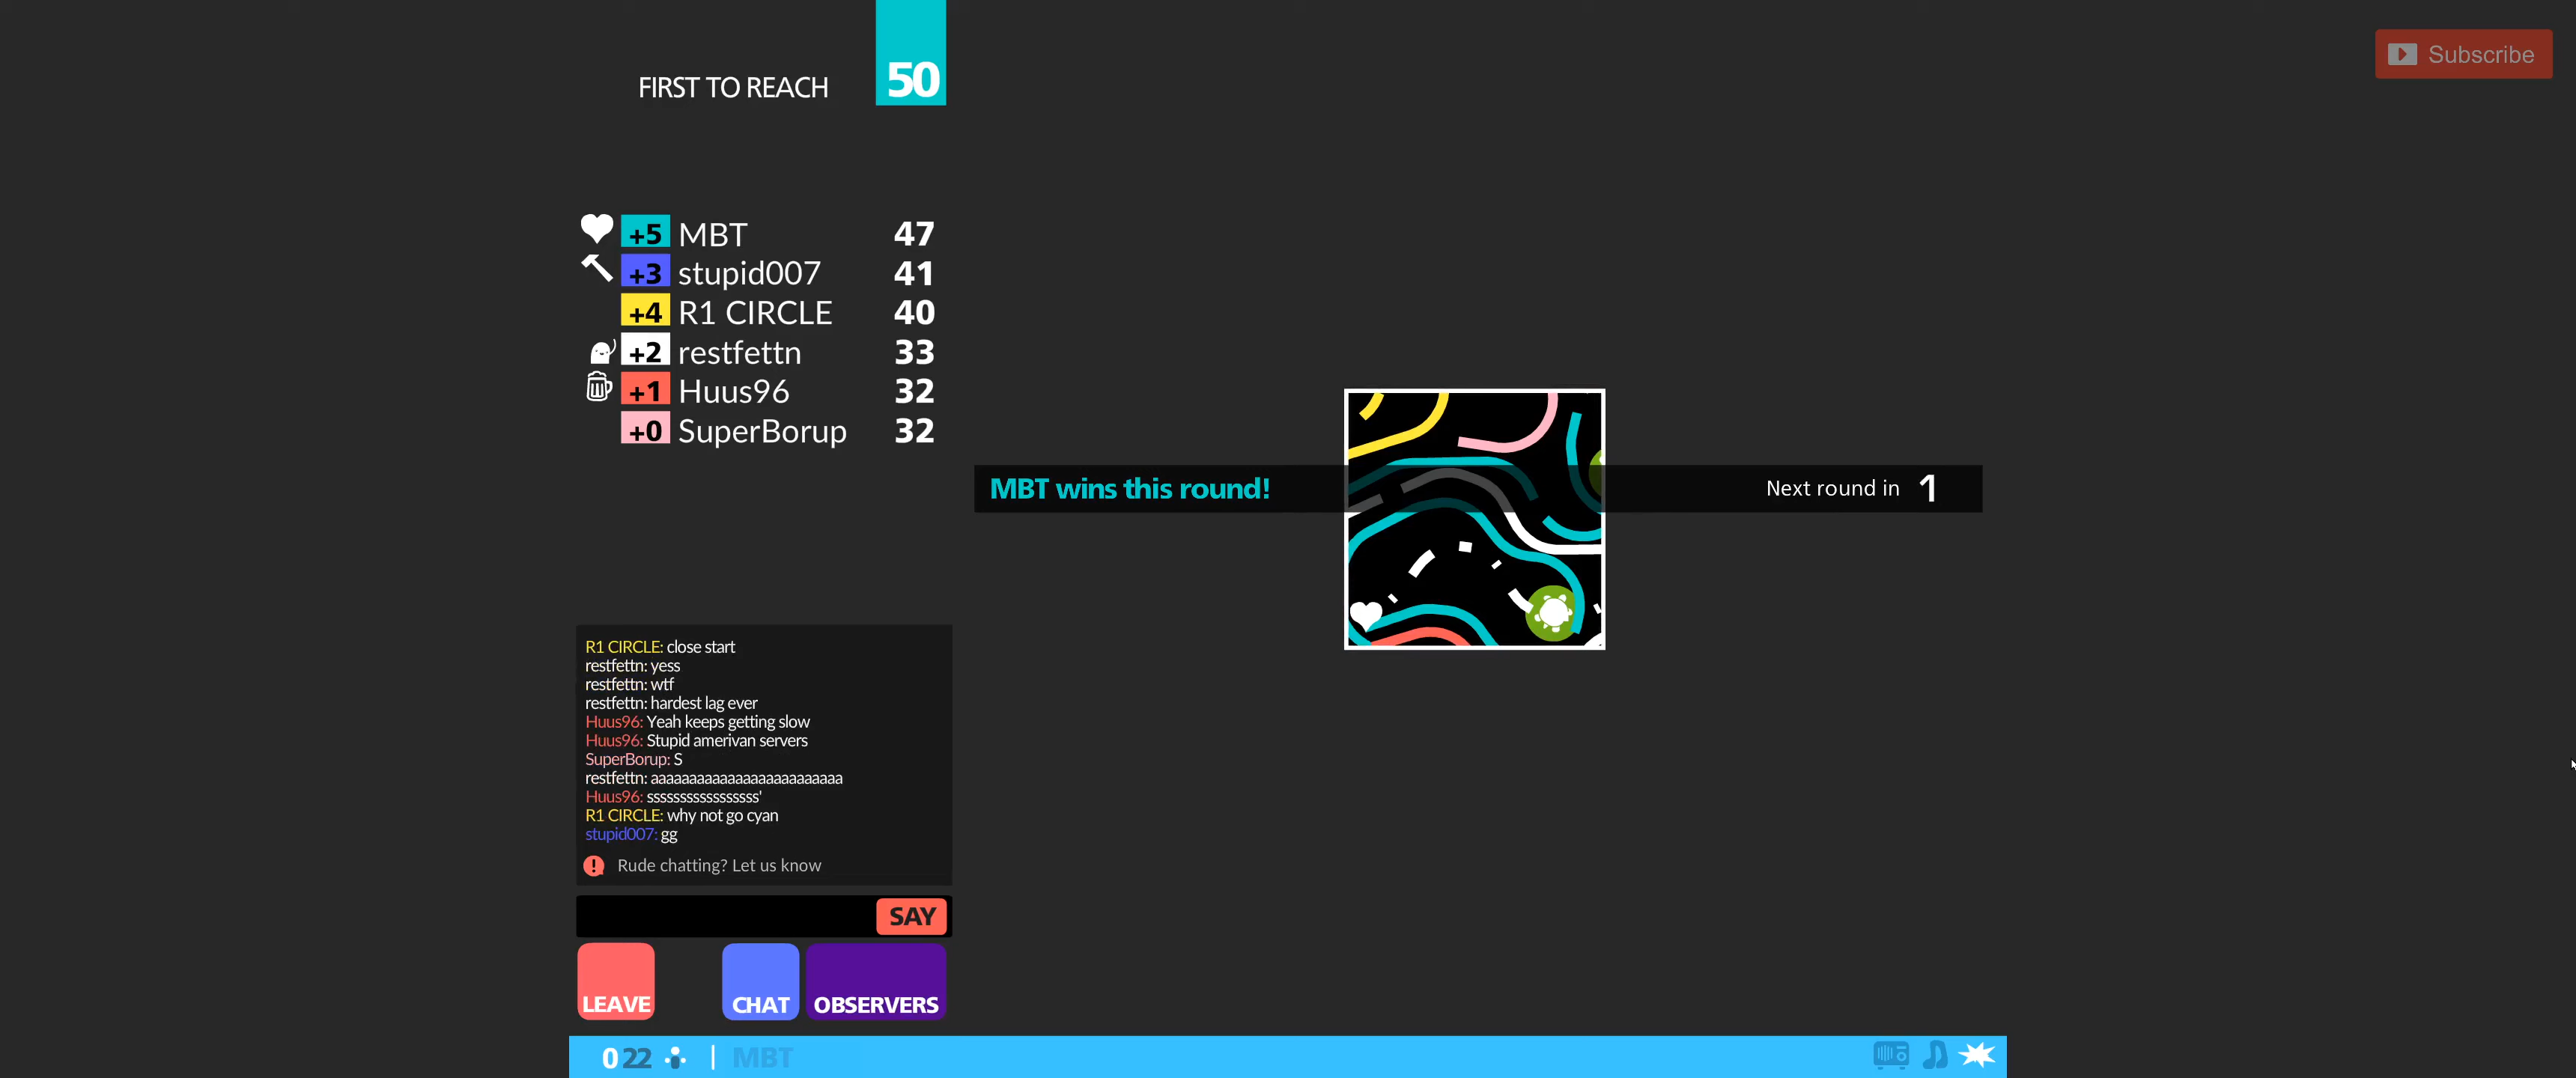 FIRST TO REACH 50
Subscribe
+5 MBT 47
+3 stupid007 41
+4 R1 CIRCLE 40
+2 restfettn 33
+1 Huus96 32
+0 SuperBorup 32
MBT wins this round! Next round in 1
R1 CIRCLE: close start
restfettn: yess
restfettn: wtf
restfettn: hardest lag ever
Huus96: Yeah keeps getting slow
Huus96: Stupid amerivan servers
SuperBorup: S
restfettn: aaaaaaaaaaaaaaaaaaaaaaaaa
Huus96: sssssssssssssssss'
R1 CIRCLE: why not go cyan
stupid007: gg
Rude chatting? Let us know
SAY
LEAVE CHAT OBSERVERS
022 | MBT